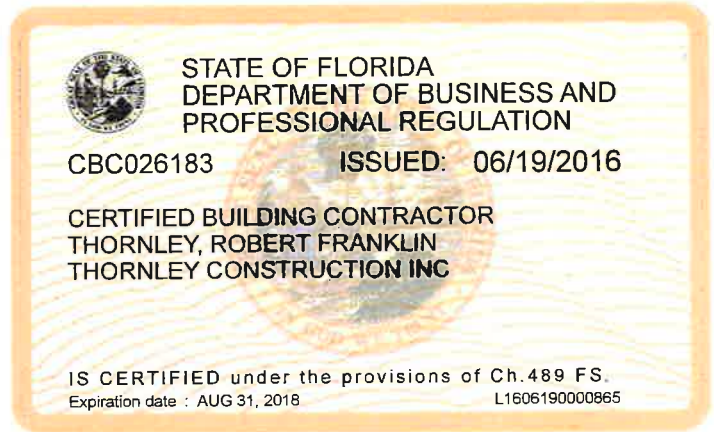 STATE OF FLORIDA
DEPARTMENT OF BUSINESS AND
PROFESSIONAL REGULATION
CBC026183 ISSUED: 06/19/2016
CERTIFIED BUILDING CONTRACTOR
THORNLEY, ROBERT FRANKLIN
THORNLEY CONSTRUCTION INC
IS CERTIFIED under the provisions of Ch.489 FS.
Expiration date : AUG 31, 2018 L1606190000865